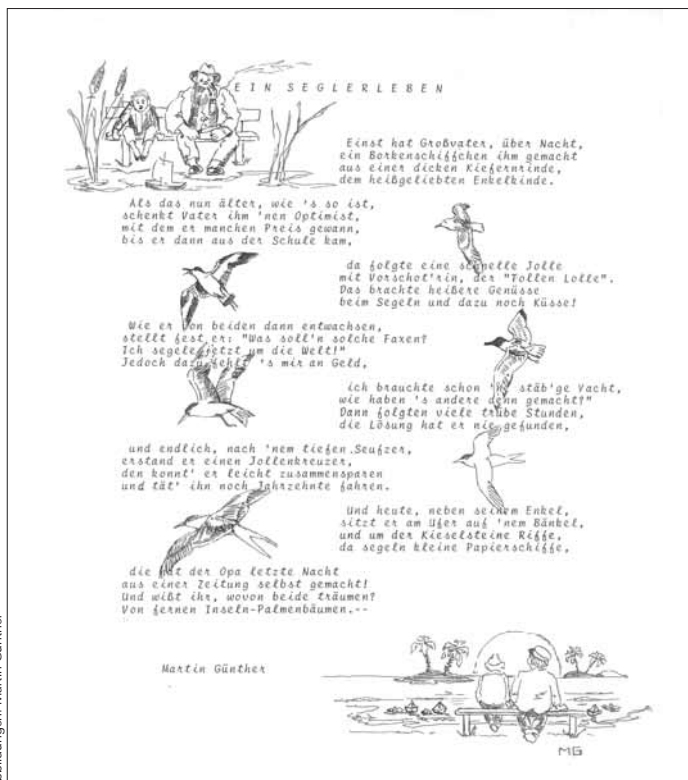 EIN SEGLERLEBEN
Einst hat Großvater, über Nacht,
ein Borkenschiffchen ihm gemacht
aus einer dicken Kiefernrinde,
dem heißgeliebten Enkelkinde.
Als das nun älter, wie 's so ist,
schenkt Vater ihm 'nen Optimist,
mit dem er manchen Preis gewann,
bis er dann aus der Schule kam,
da folgte eine schnelle Jolle
mit Vorschot'rin, der "Tollen Lotte".
Das brachte heißere Genüsse
beim Segeln und dazu noch Küsse!
Wie er von beiden dann entwachsen,
stellt fest er: "Was soll'n solche Faxen?
Ich segele jetzt um die Welt!"
Jedoch dazu fehlt 's mir an Geld,
ich brauchte schon stäb'ge Yacht,
wie haben 's andere denn gemacht?"
Dann folgten viele trübe Stunden,
die Lösung hat er nie gefunden,
und endlich, nach 'nem tiefen Seufzer,
erstand er einen Jollenkreuzer,
den konnt' er leicht zusammensparen
und tät' ihn noch Jahrzehnte fahren.
Und heute, neben seinem Enkel,
sitzt er am Ufer auf 'nem Bänkel,
und um der Kieselsteine Riffe,
da segeln kleine Papierschiffe,
die hat der Opa letzte Nacht
aus einer Zeitung selbst gemacht!
Und wißt ihr, wovon beide träumen?
Von fernen Inseln-Palmenbäumen.--
Martin Günther
MG